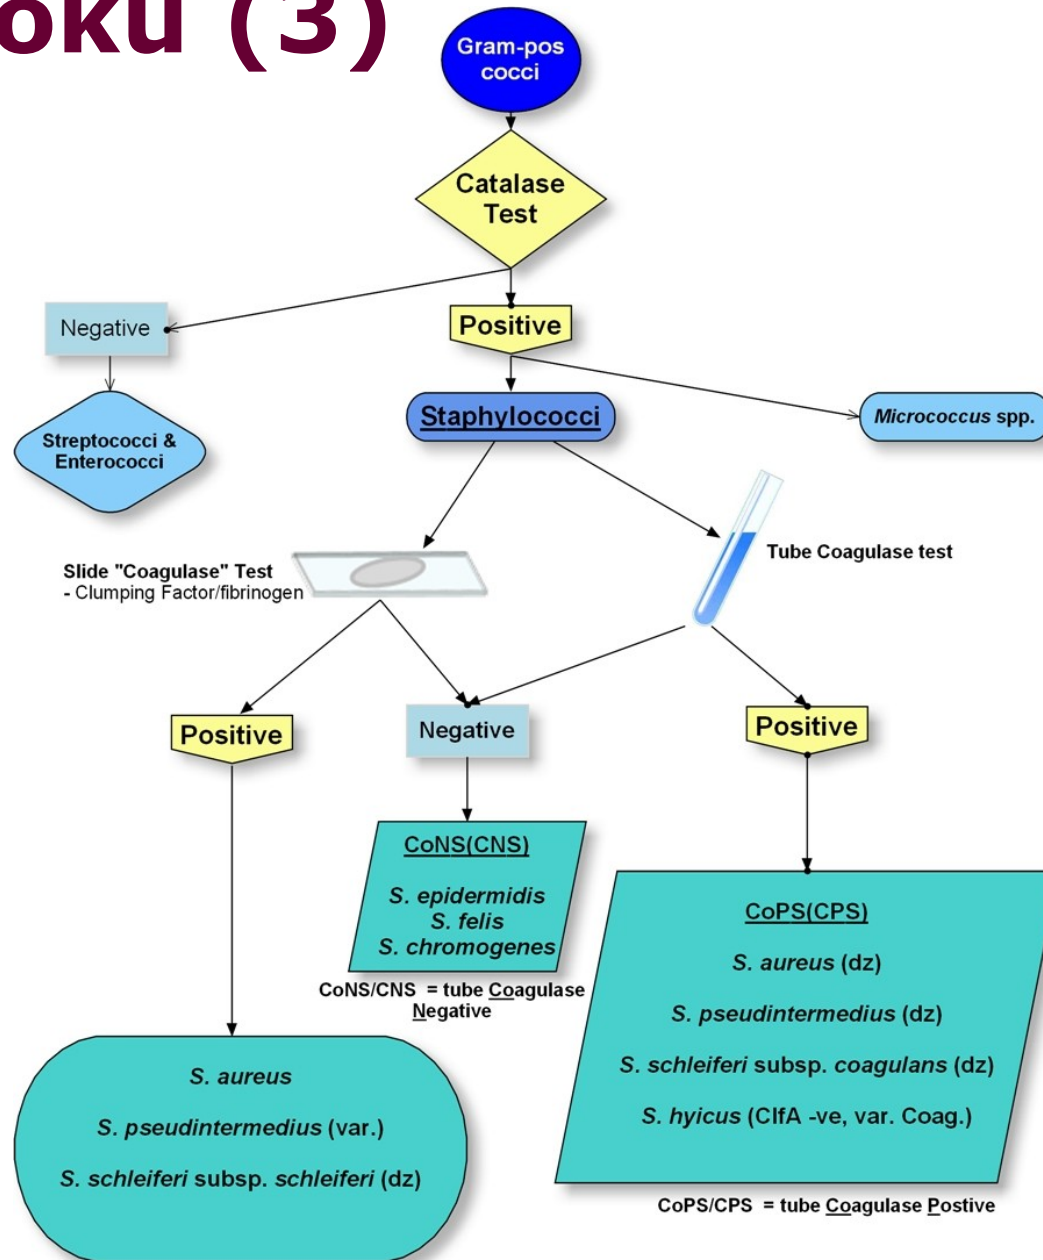 oku (3)
Gram-pos
cocci
Catalase
Test
Negative
Positive
Streptococci &
Enterococci
Staphylococci
Micrococcus spp.
Slide "Coagulase" Test
- Clumping Factor/fibrinogen
Tube Coagulase test
Positive
Negative
Positive
CoNS(CNS)
S. epidermidis
S. felis
S. chromogenes
CoNS/CNS = tube Coagulase
Negative
CoPS(CPS)
S. aureus (dz)
S. pseudintermedius (dz)
S. schleiferi subsp. coagulans (dz)
S. hyicus (ClfA -ve, var. Coag.)
CoPS/CPS = tube Coagulase Postive
S. aureus
S. pseudintermedius (var.)
S. schleiferi subsp. schleiferi (dz)